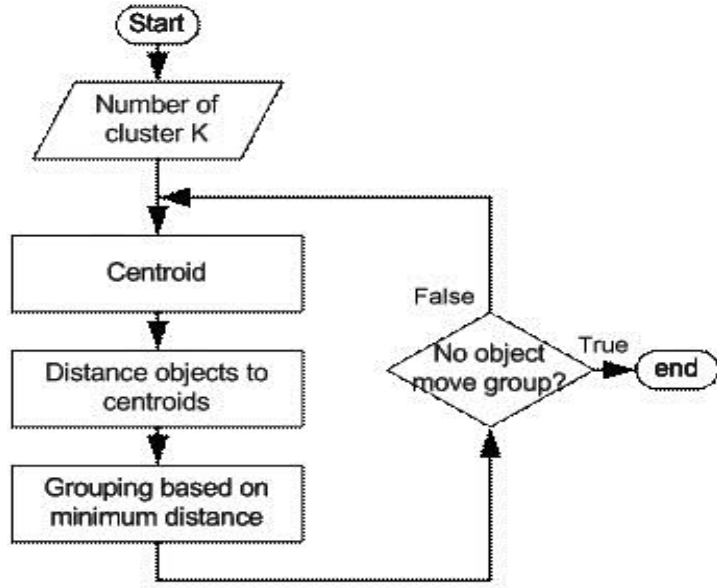 Start
Number of
cluster K
Centroid
Distance objects to
centroids
Grouping based on
minimum distance
False
No object
move group?
True
end